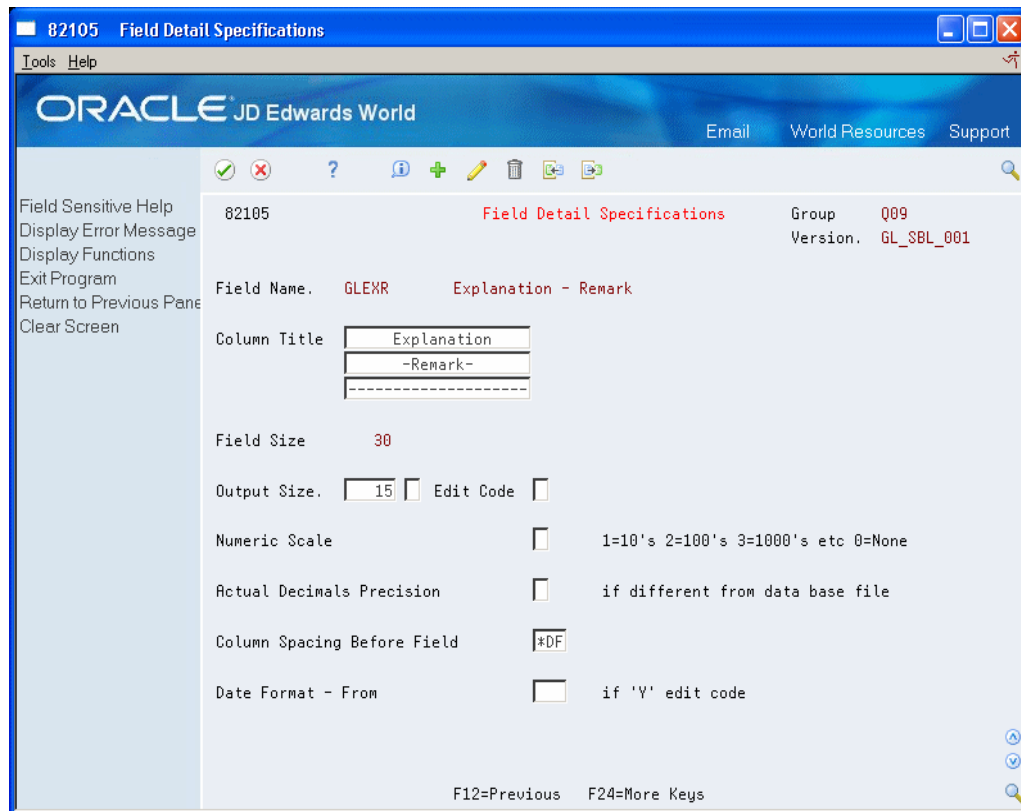 82105 Field Detail Specifications
Tools Help
ORACLE JD Edwards World
Email World Resources Support
Field Sensitive Help
Display Error Message
Display Functions
Exit Program
Return to Previous Pane
Clear Screen
82105 Field Detail Specifications Group Q09
Version. GL_SBL_001
Field Name. GLEXR Explanation - Remark
Column Title Explanation
-Remark-
--------------------
Field Size 30
Output Size. 15 Edit Code
Numeric Scale 1=10's 2=100's 3=1000's etc 0=None
Actual Decimals Precision if different from data base file
Column Spacing Before Field *DF
Date Format - From if 'Y' edit code
F12=Previous F24=More Keys